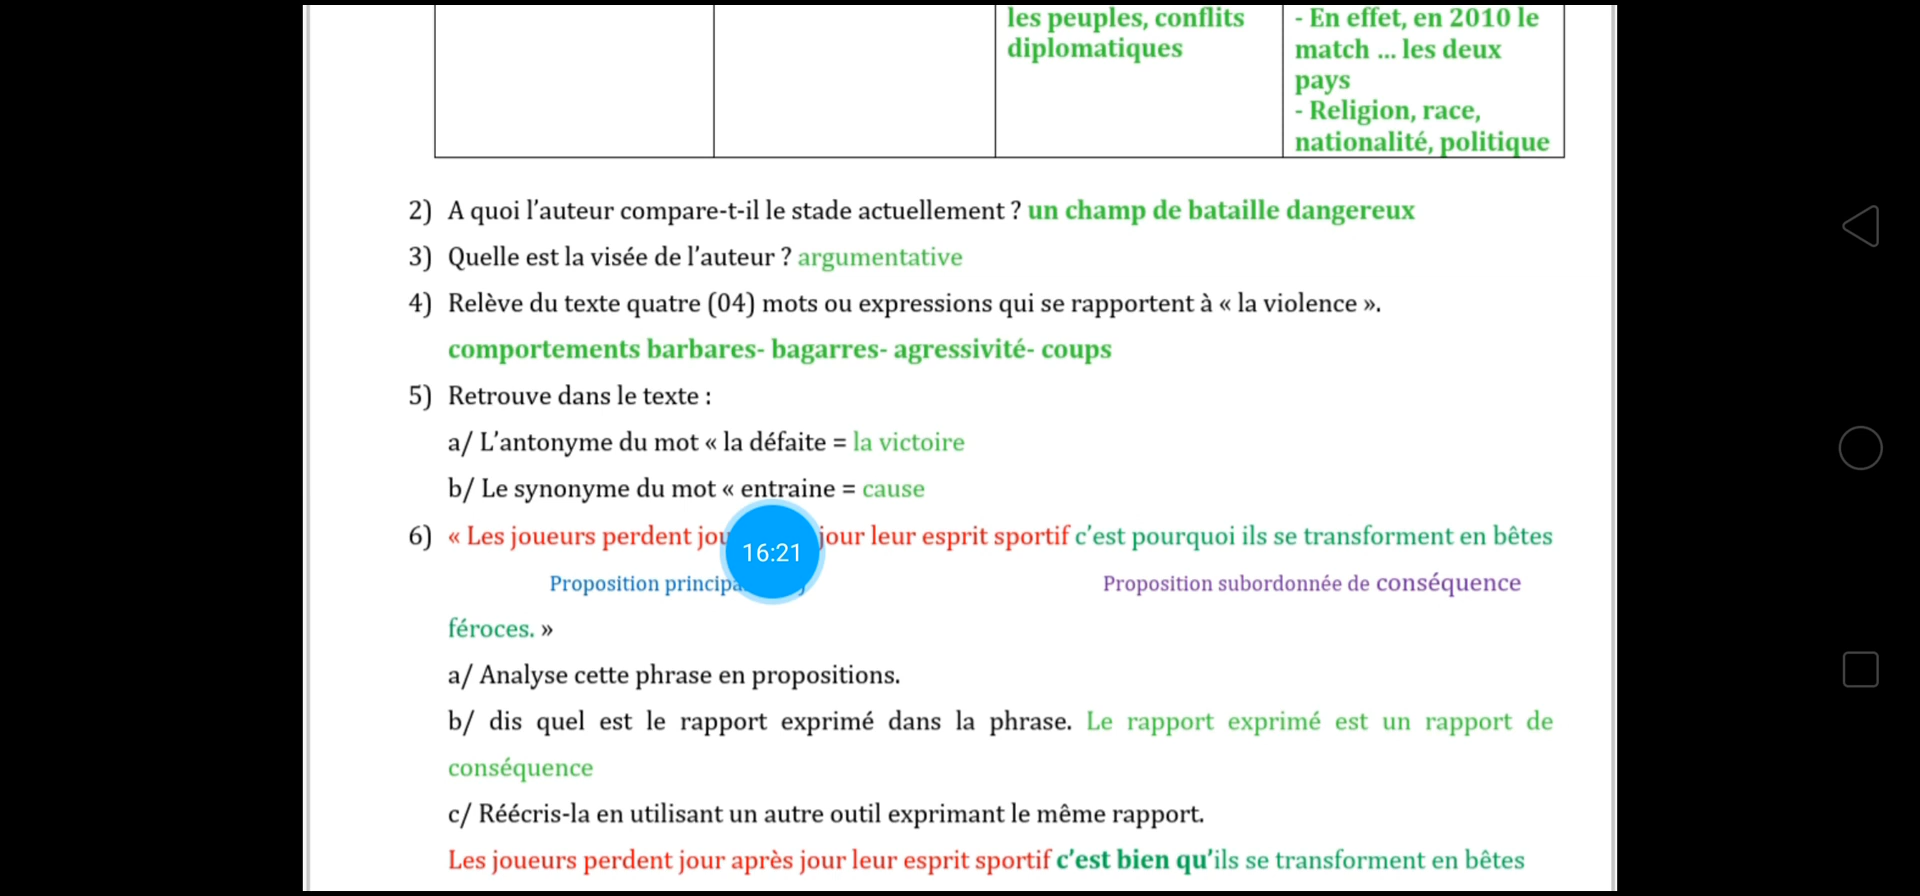 les peuples, conflits
diplomatiques
- En effet, en 2010 le
match ... les deux
pays
- Religion, race,
nationalité, politique
2) A quoi l’auteur compare-t-il le stade actuellement ? un champ de bataille dangereux
3) Quelle est la visée de l’auteur ? argumentative
4) Relève du texte quatre (04) mots ou expressions qui se rapportent à « la violence ».
comportements barbares- bagarres- agressivité- coups
5) Retrouve dans le texte :
a/ L’antonyme du mot « la défaite = la victoire
b/ Le synonyme du mot « entraine = cause
6) « Les joueurs perdent jour leur esprit sportif c’est pourquoi ils se transforment en bêtes
16:21
Proposition Proposition subordonnée de conséquence
féroces. »
a/ Analyse cette phrase en propositions.
b/ dis quel est le rapport exprimé dans la phrase. Le rapport exprimé est un rapport de
conséquence
c/ Réécris-la en utilisant un autre outil exprimant le même rapport.
Les joueurs perdent jour après jour leur esprit sportif c’est bien qu’ils se transforment en bêtes